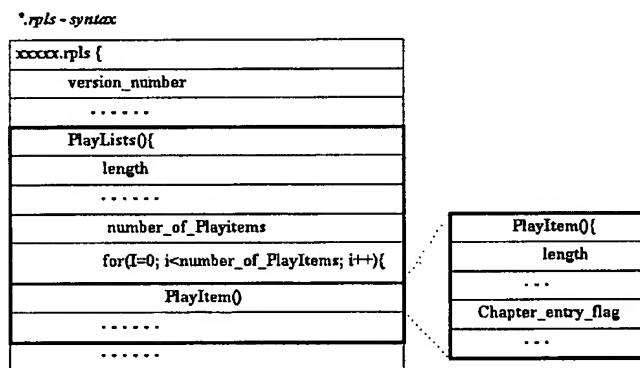 *.rpls - syntax
xxxxx.rpls {
version_number
......
PlayLists(){
length
......
number_of_Playitems
for(I=0; i<number_of_PlayItems; i++){
PlayItem()
......
......
PlayItem(){
length
...
Chapter_entry_flag
...